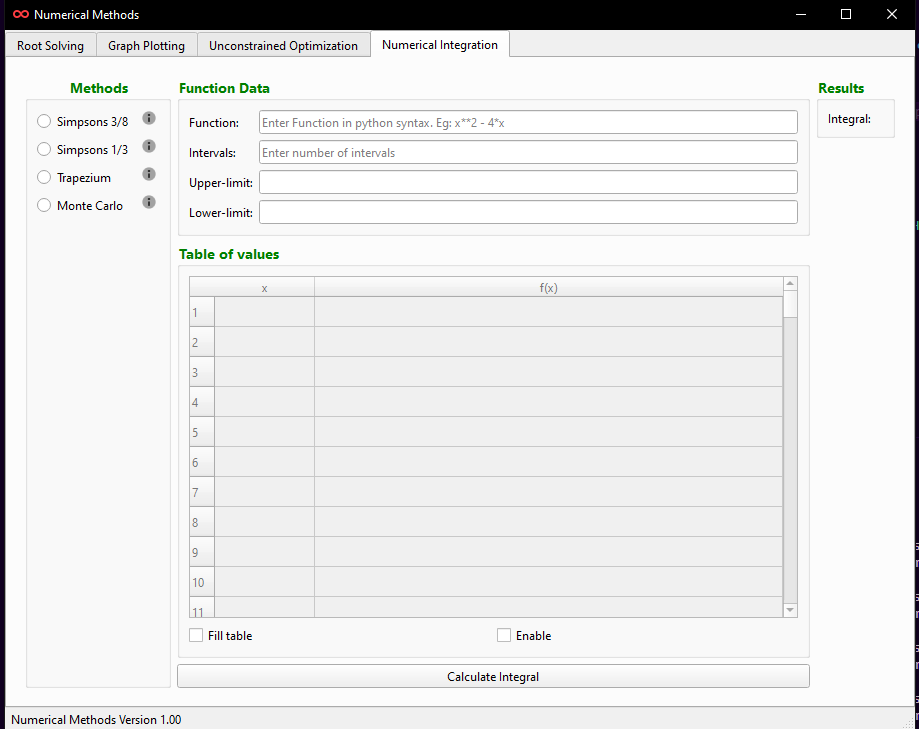 Numerical Methods
Root Solving Graph Plotting Unconstrained Optimization Numerical Integration
Methods
Simpsons 3/8
Simpsons 1/3
Trapezium
Monte Carlo
Function Data
Function: Enter Function in python syntax. Eg: x**2 - 4*x
Intervals: Enter number of intervals
Upper-limit:
Lower-limit:
Table of values
x f(x)
1
2
3
4
5
6
7
8
9
10
11
Fill table Enable
Calculate Integral
Results
Integral:
Numerical Methods Version 1.00